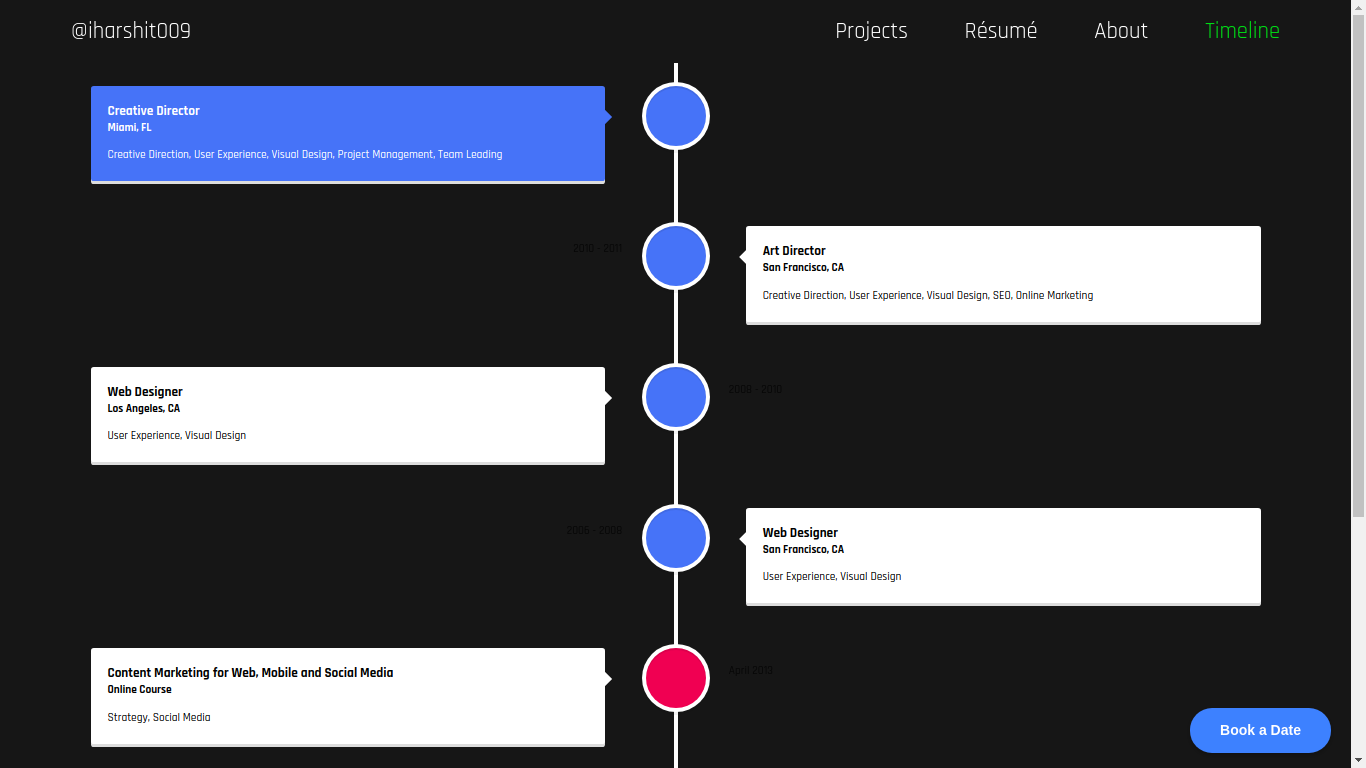 @iharshit009
Projects
Résumé
About
Timeline
Creative Director
Miami, FL
Creative Direction, User Experience, Visual Design, Project Management, Team Leading
2010 - 2011
Art Director
San Francisco, CA
Creative Direction, User Experience, Visual Design, SEO, Online Marketing
Web Designer
Los Angeles, CA
User Experience, Visual Design
2008 - 2010
2006 - 2008
Web Designer
San Francisco, CA
User Experience, Visual Design
Content Marketing for Web, Mobile and Social Media
Online Course
Strategy, Social Media
April 2013
Book a Date